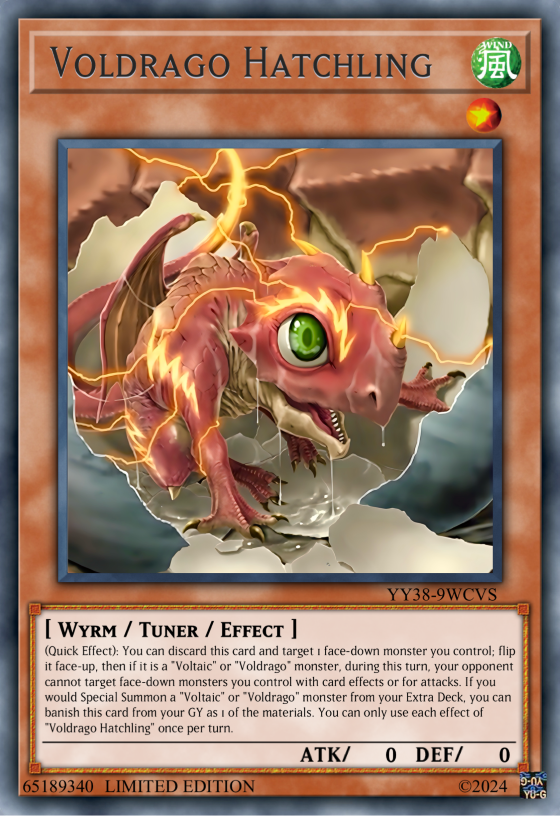 VOLDRAGO HATCHLING
WIND
風
YY38-9WCVS
[ WYRM / TUNER / EFFECT ]
(Quick Effect): You can discard this card and target 1 face-down monster you control; flip
it face-up, then if it is a "Voltaic" or "Voldrago" monster, during this turn, your opponent
cannot target face-down monsters you control with card effects or for attacks. If you
would Special Summon a "Voltaic" or "Voldrago" monster from your Extra Deck, you can
banish this card from your GY as 1 of the materials. You can only use each effect of
"Voldrago Hatchling" once per turn.
ATK/ 0 DEF/ 0
65189340 LIMITED EDITION ©2024
YU-G
YU-G